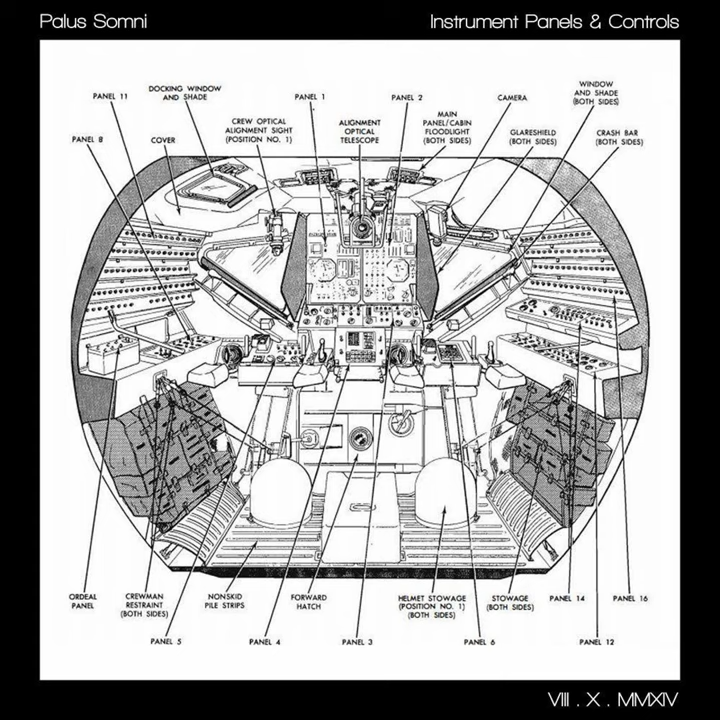 Palus Somni
Instrument Panels & Controls
PANEL 11
DOCKING WINDOW
AND SHADE
PANEL 1
PANEL 2
CAMERA
WINDOW
AND SHADE
(BOTH SIDES)
PANEL 8
COVER
CREW OPTICAL
ALIGNMENT SIGHT
(POSITION NO. 1)
ALIGNMENT
OPTICAL
TELESCOPE
MAIN
PANEL/CABIN
FLOODLIGHT
(BOTH SIDES)
GLARESHIELD
(BOTH SIDES)
CRASH BAR
(BOTH SIDES)
ORDEAL
PANEL
CREWMAN
RESTRAINT
(BOTH SIDES)
NONSKID
PILE STRIPS
FORWARD
HATCH
HELMET STOWAGE
(POSITION NO. 1)
(BOTH SIDES)
STOWAGE
(BOTH SIDES)
PANEL 14
PANEL 16
PANEL 5
PANEL 4
PANEL 3
PANEL 6
PANEL 12
VIII . X . MMXIV